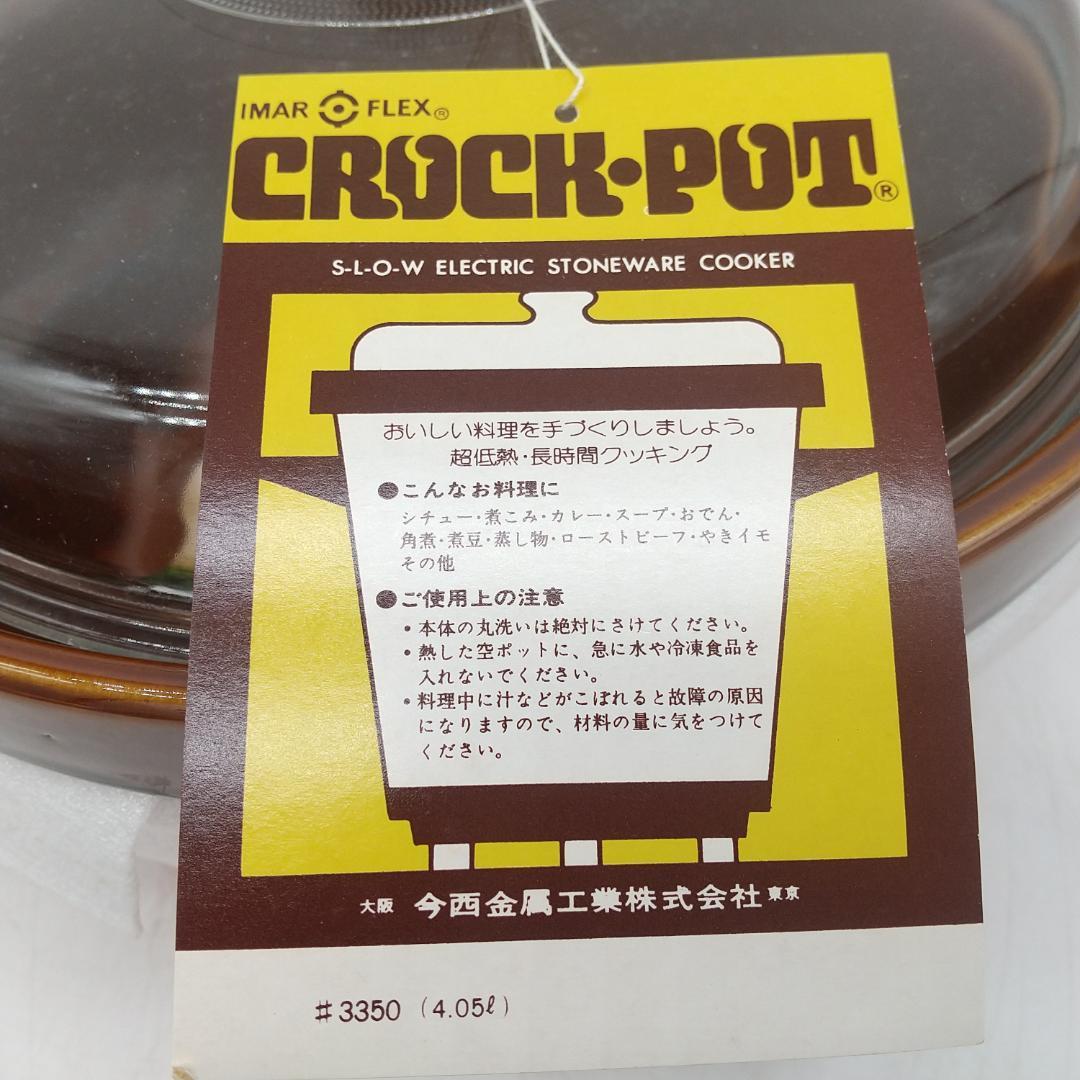 IMAR FLEX®
CROCK・POT®
S-L-O-W ELECTRIC STONEWARE COOKER
おいしい料理を手づくりしましょう。
超低熱・長時間クッキング
●こんなお料理に
シチュー・煮こみ・カレー・スープ・おでん・
角煮・煮豆・蒸し物・ローストビーフ・やきイモ
その他
●ご使用上の注意
・本体の丸洗いは絶対にさけてください。
・熱した空ポットに、急に水や冷凍食品を
入れないでください。
・料理中に汁などがこぼれると故障の原因
になりますので、材料の量に気をつけて
ください。
大阪 今西金属工業株式会社 東京
#3350 (4.05ℓ)